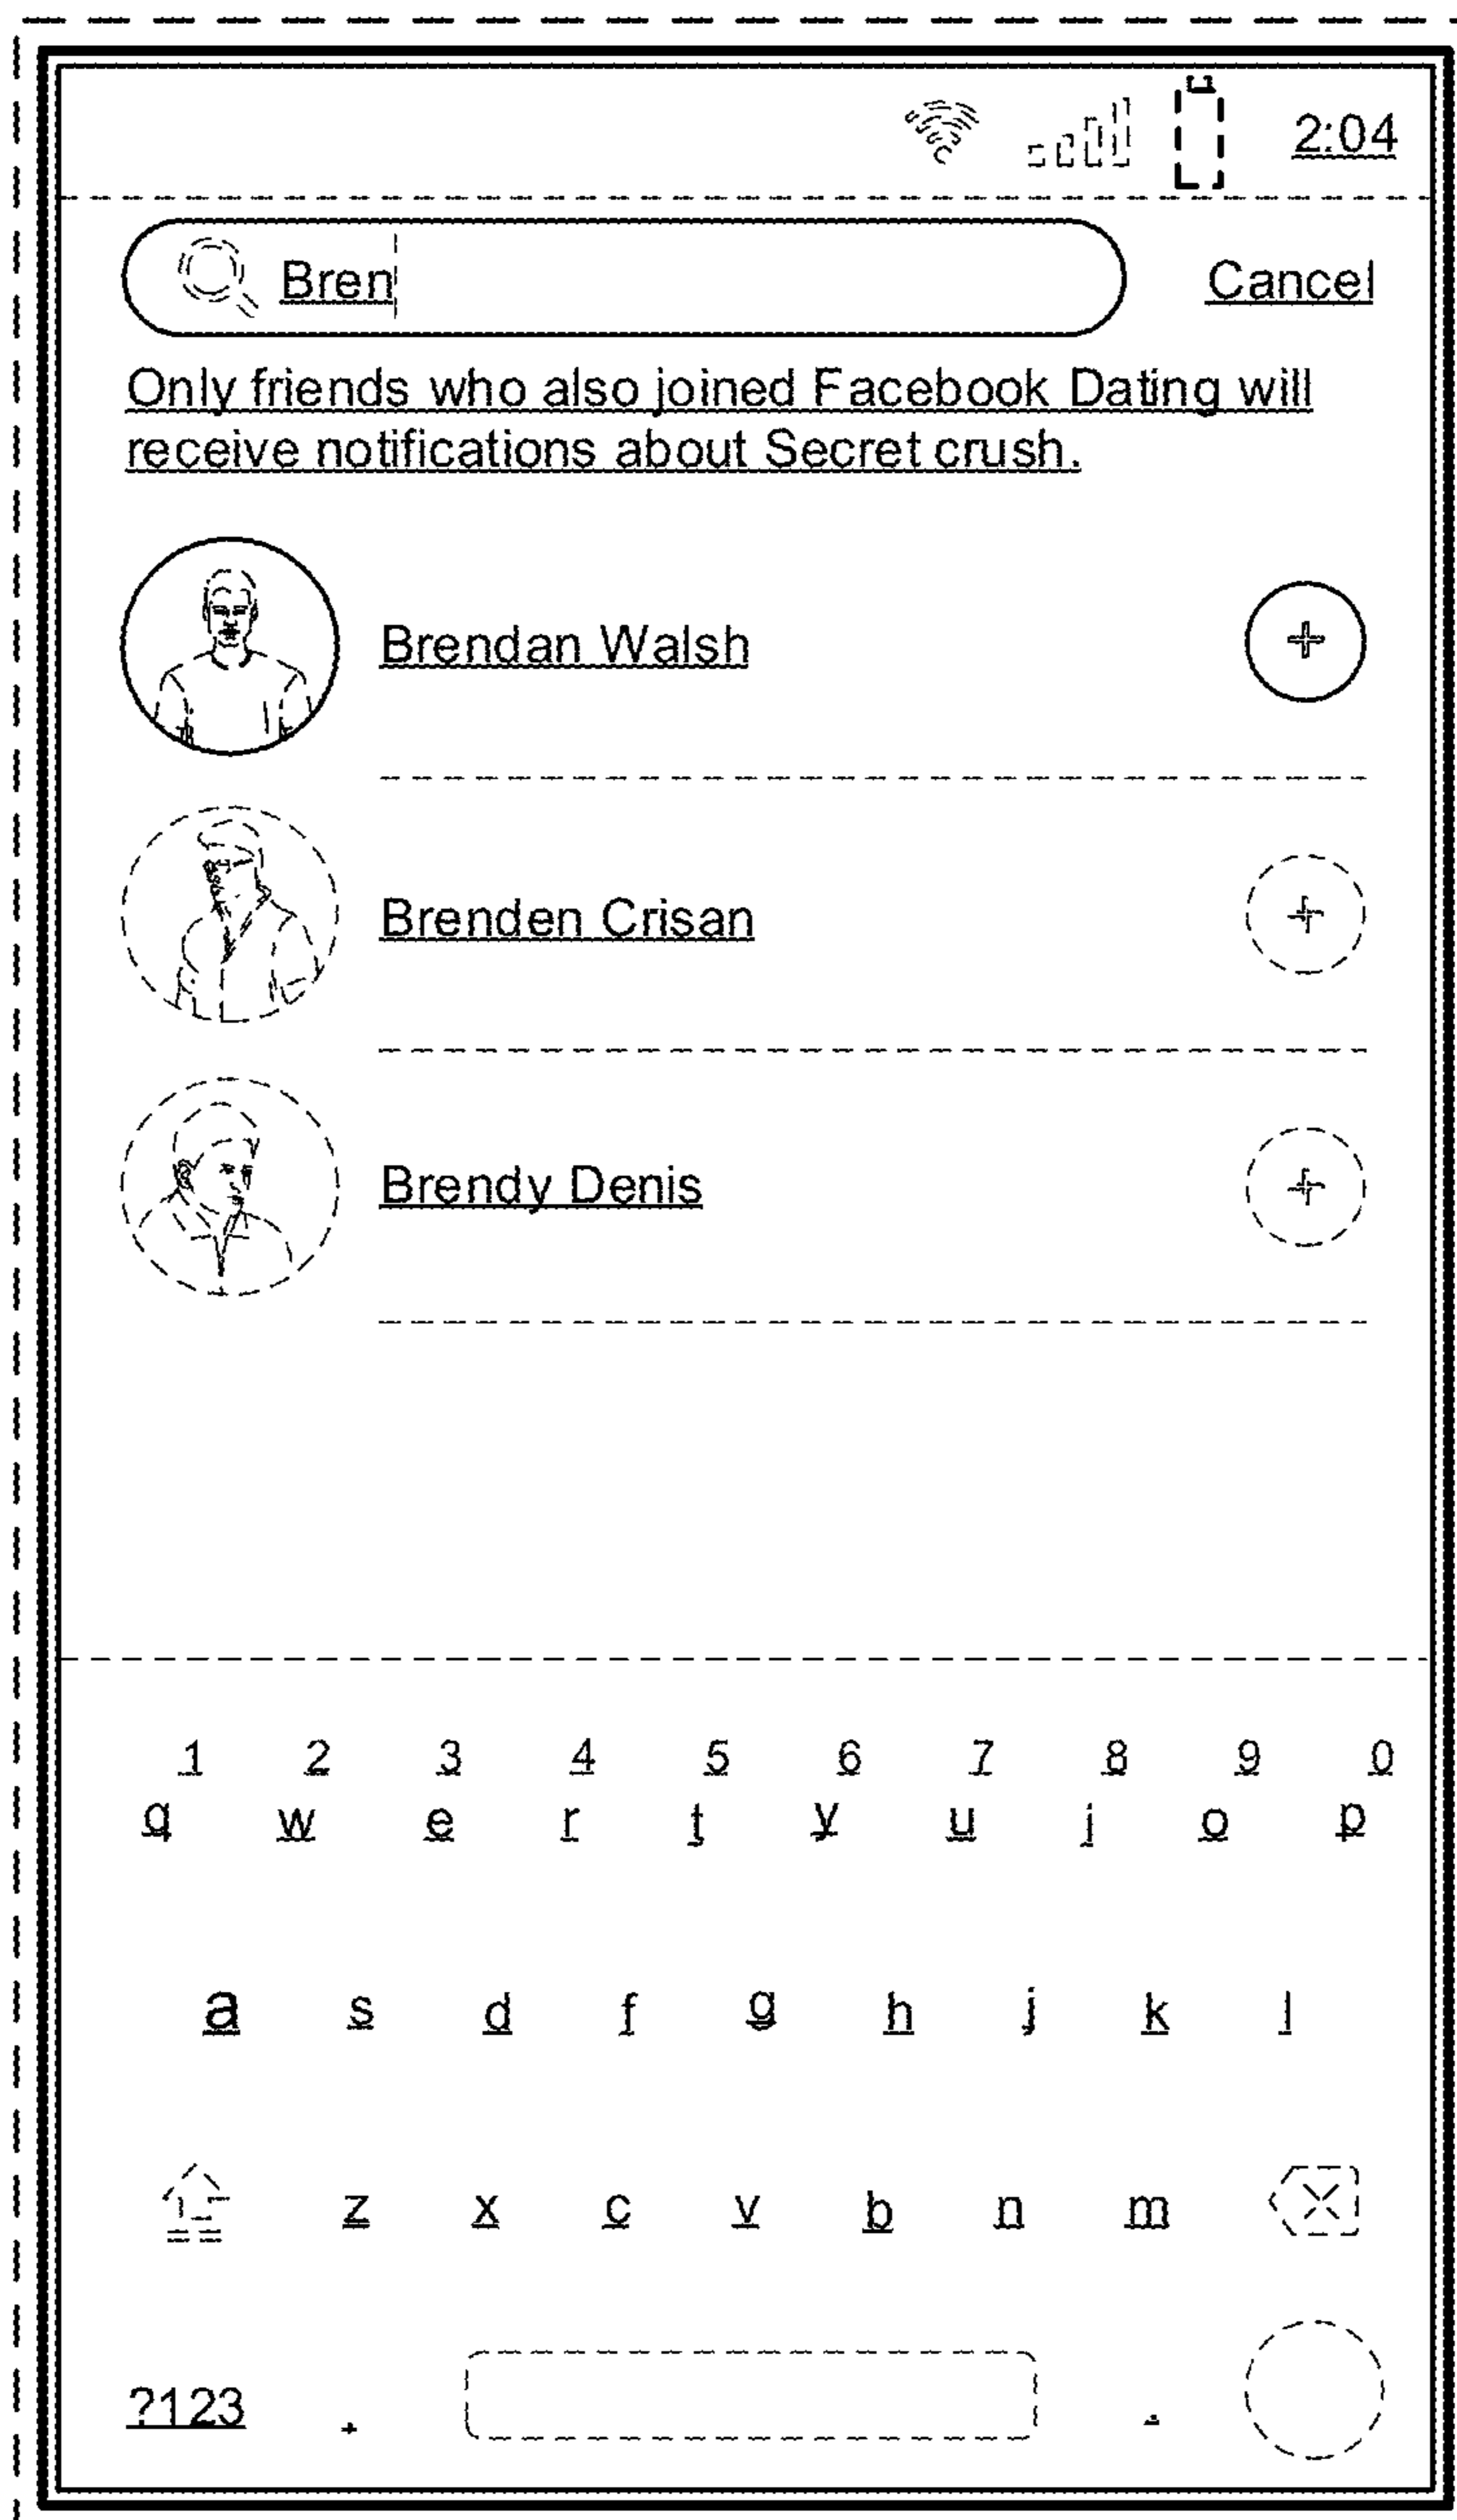 2:04
Bren
Cancel
Only friends who also joined Facebook Dating will
receive notifications about Secret crush.
Brendan Walsh
+
Brenden Crisan
+
Brendy Denis
+
1 2 3 4 5 6 7 8 9 0
q w e r t y u i o p
a s d f g h j k l
z x c v b n m
?123 , .